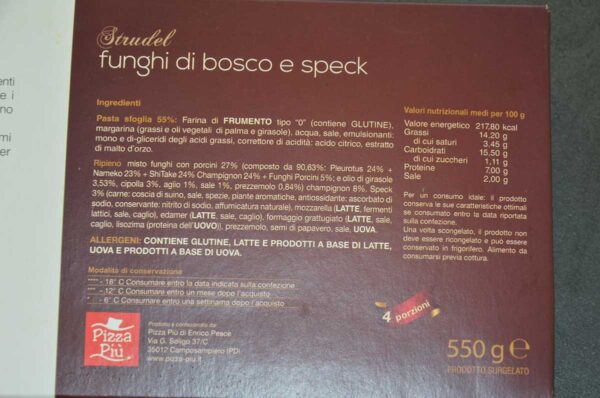 enti
e i
no
mi
er
Strudel
funghi di bosco e speck
Ingredienti
Pasta sfoglia 55%: Farina di FRUMENTO tipo "0" (contiene GLUTINE),
margarina (grassi e oli vegetali di palma e girasole), acqua, sale, emulsionanti:
mono e di-gliceridi degli acidi grassi, correttore di acidità: acido citrico, estratto
di malto d'orzo.
Ripieno misto funghi con porcini 27% (composto da 90,63%: Pleurotus 24% +
Nameko 23% + ShiTake 24% Champignon 24% + Funghi Porcini 5%; e olio di girasole
3,53%, cipolla 3%, aglio 1%, sale 1%, prezzemolo 0,84%) champignon 8%. Speck
3% (carne: coscia di suino, sale, spezie, piante aromatiche, antiossidante: ascorbato di
sodio, conservante: nitrito di sodio, affumicatura naturale), mozzarella (LATTE, fermenti
lattici, sale, caglio), edamer (LATTE, sale, caglio), formaggio grattugiato (LATTE, sale,
caglio, lisozima (proteina dell'UOVO)), prezzemolo, semi di papavero, sale, UOVA.
ALLERGENI: CONTIENE GLUTINE, LATTE E PRODOTTI A BASE DI LATTE,
UOVA E PRODOTTI A BASE DI UOVA.
Modalità di conservazione
**** - 18° C Consumare entro la data indicata sulla confezione
*** - 12° C Consumare entro un mese dopo l'acquisto
* - 6° C Consumare entro una settimana dopo l'acquisto
Valori nutrizionali medi per 100 g
Valore energetico 217,80 kcal
Grassi 14,20 g
di cui saturi 3,45 g
Carboidrati 15,50 g
di cui zuccheri 1,11 g
Proteine 7,00 g
Sale 2,00 g
Per un consumo ideale: il prodotto
conserva le sue caratteristiche ottimali
se consumato entro la data riportata
sulla confezione.
Una volta scongelato, il prodotto non
deve essere ricongelato e può essere
conservato in frigorifero. Alimento da
consumarsi previa cottura.
4 porzioni
Pizza
Più
Prodotto e confezionato da:
Pizza Più di Enrico Pesce
Via G. Saligo 37/C
35012 Camposampiero (PD)
www.pizza-piu.it
550 g e
PRODOTTO SURGELATO